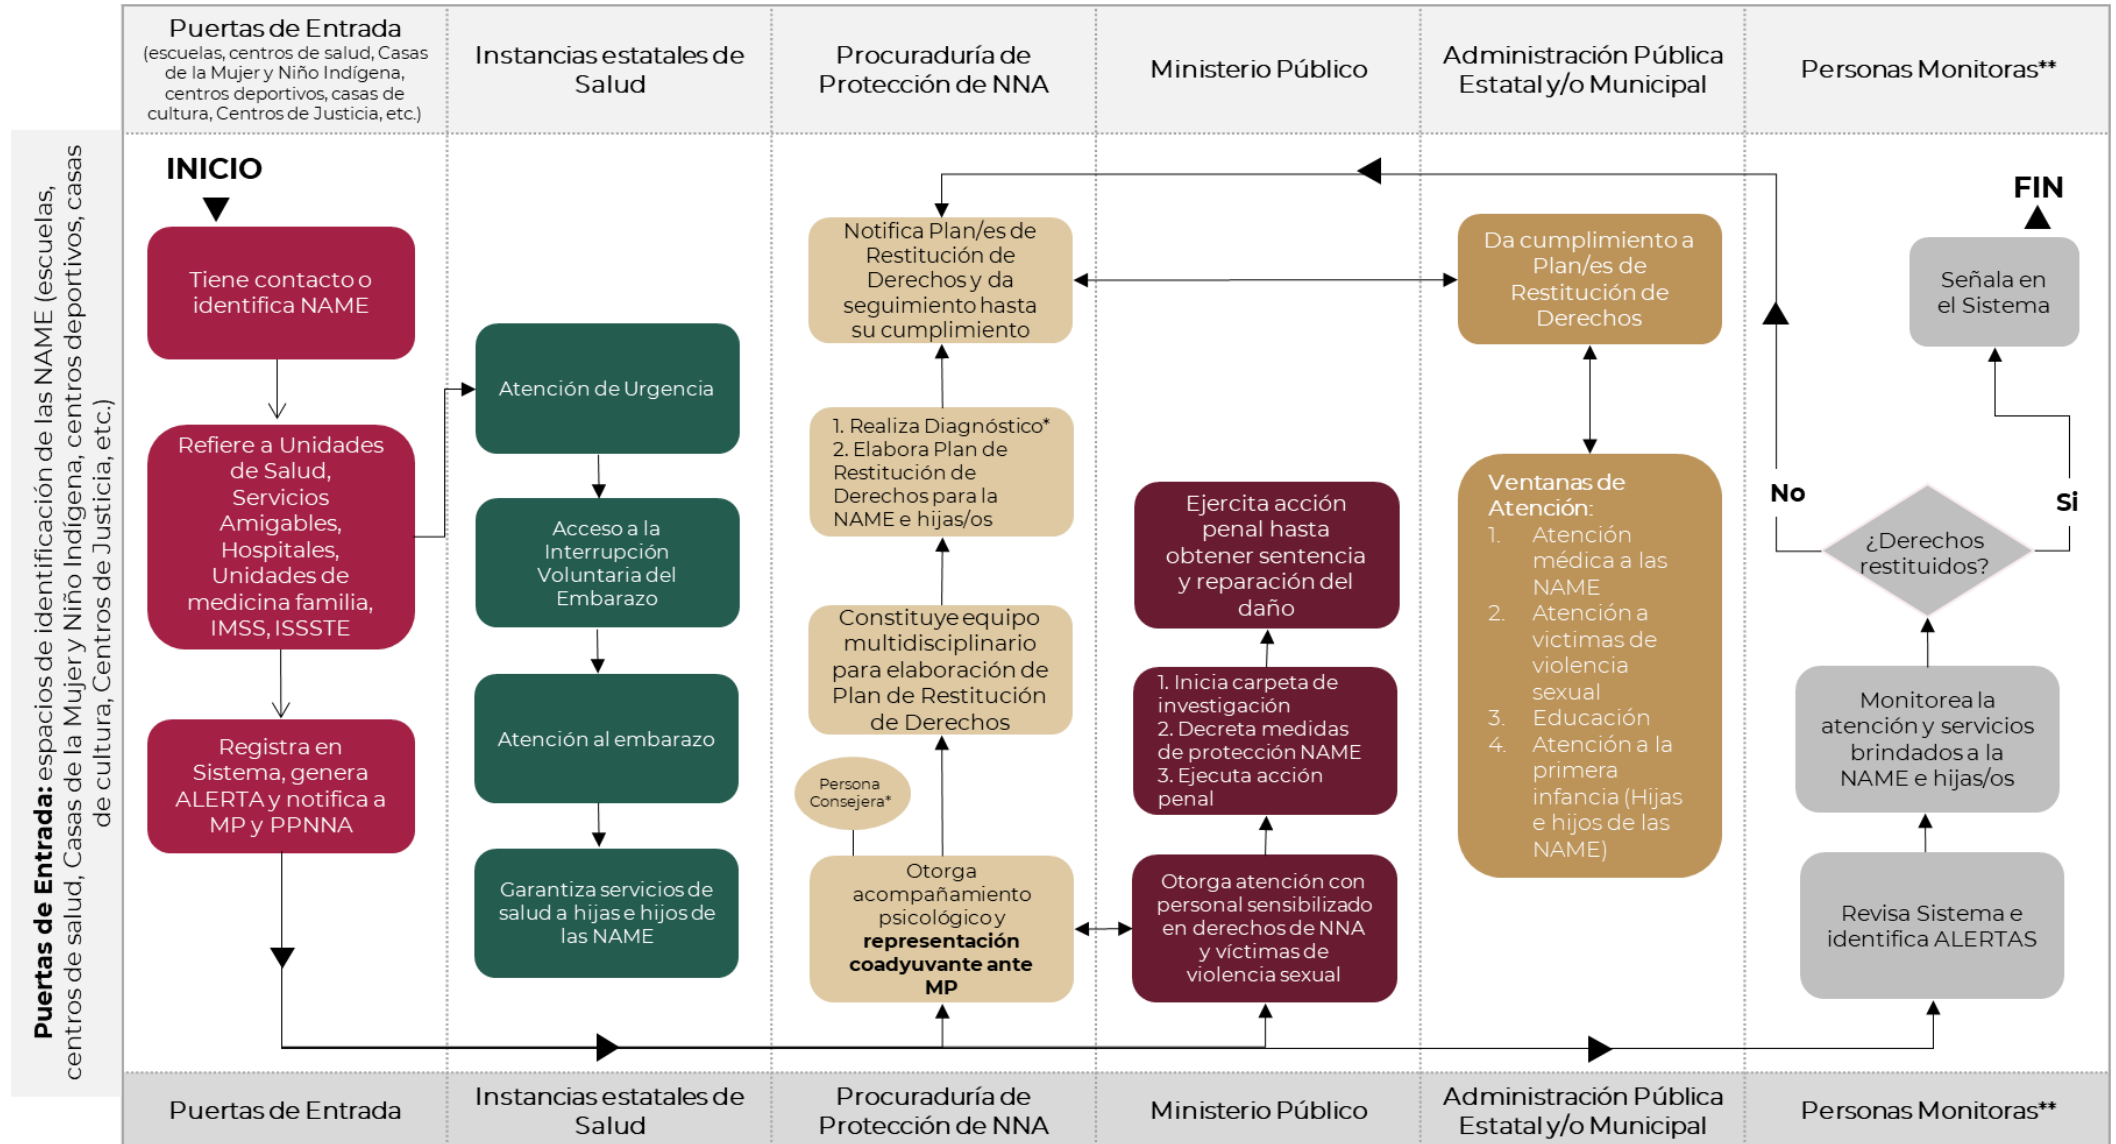 Puertas de Entrada
(escuelas, centros de salud, Casas
de la Mujer y Niño Indígena,
centros deportivos, casas de
cultura, Centros de Justicia, etc.)
Instancias estatales de
Salud
Procuraduría de
Protección de NNA
Ministerio Público
Administración Pública
Estatal y/o Municipal
Personas Monitoras**
Puertas de Entrada: espacios de identificación de las NAME (escuelas,
centros de salud, Casas de la Mujer y Niño Indígena, centros deportivos, casas
de cultura, Centros de Justicia, etc.)
INICIO
Tiene contacto o
identifica NAME
Refiere a Unidades
de Salud,
Servicios
Amigables,
Hospitales,
Unidades de
medicina familia,
IMSS, ISSSTE
Registra en
Sistema, genera
ALERTA y notifica a
MP y PPNNA
Atención de Urgencia
Acceso a la
Interrupción
Voluntaria del
Embarazo
Atención al embarazo
Garantiza servicios de
salud a hijas e hijos de
las NAME
Notifica Plan/es de
Restitución de
Derechos y da
seguimiento hasta
su cumplimiento
1. Realiza Diagnóstico*
2. Elabora Plan de
Restitución de
Derechos para la
NAME e hijas/os
Constituye equipo
multidisciplinario
para elaboración de
Plan de Restitución
de Derechos
Persona
Consejera*
Otorga
acompañamiento
psicológico y
representación
coadyuvante ante
MP
Ejercita acción
penal hasta
obtener sentencia
y reparación del
daño
1. Inicia carpeta de
investigación
2. Decreta medidas
de protección NAME
3. Ejecuta acción
penal
Otorga atención con
personal sensibilizado
en derechos de NNA
y víctimas de
violencia sexual
Da cumplimiento a
Plan/es de
Restitución de
Derechos
Ventanas de
Atención:
1. Atención
médica a las
NAME
2. Atención a
victimas de
violencia
sexual
3. Educación
4. Atención a la
primera
infancia (Hijas
e hijos de las
NAME)
FIN
Señala en
el Sistema
No
Si
¿Derechos
restituidos?
Monitorea la
atención y servicios
brindados a la
NAME e hijas/os
Revisa Sistema e
identifica ALERTAS
Puertas de Entrada
Instancias estatales de
Salud
Procuraduría de
Protección de NNA
Ministerio Público
Administración Pública
Estatal y/o Municipal
Personas Monitoras**